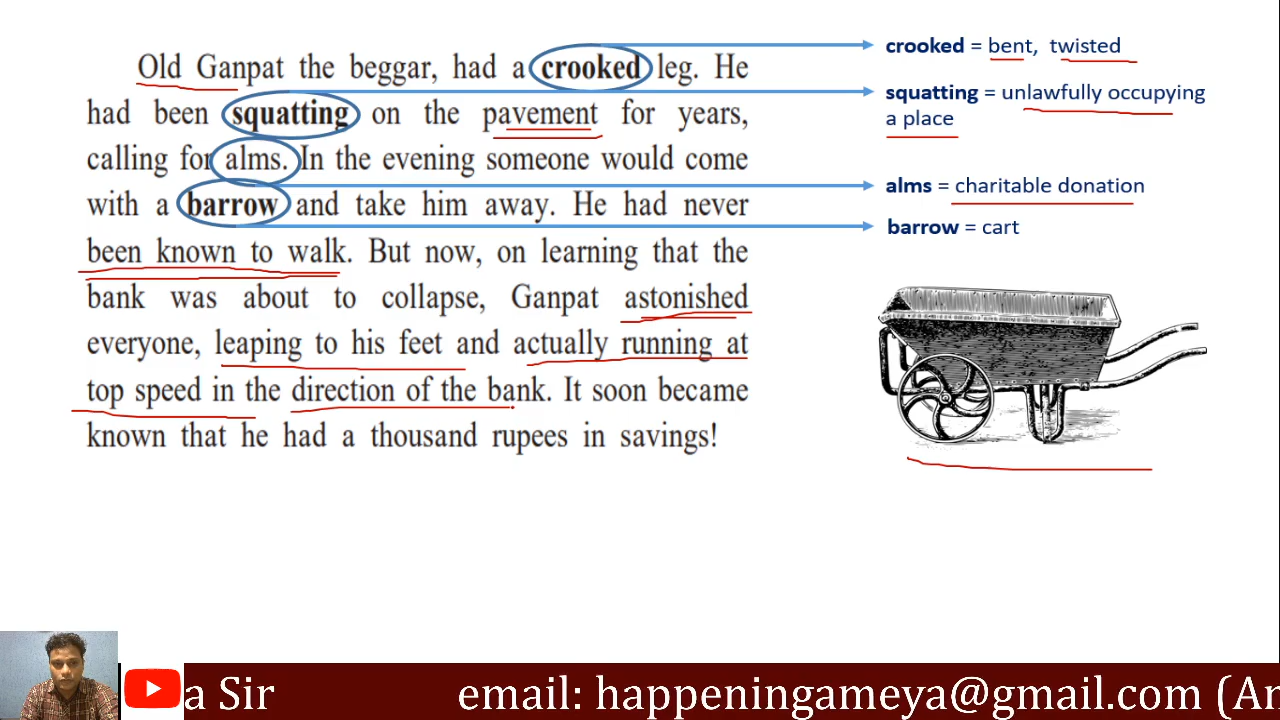 Old Ganpat the beggar, had a crooked leg. He
had been squatting on the pavement for years,
calling for alms. In the evening someone would come
with a barrow and take him away. He had never
been known to walk. But now, on learning that the
bank was about to collapse, Ganpat astonished
everyone, leaping to his feet and actually running at
top speed in the direction of the bank. It soon became
known that he had a thousand rupees in savings!
crooked = bent, twisted
squatting = unlawfully occupying
a place
alms = charitable donation
barrow = cart
a Sir email: happeningameya@gmail.com (An